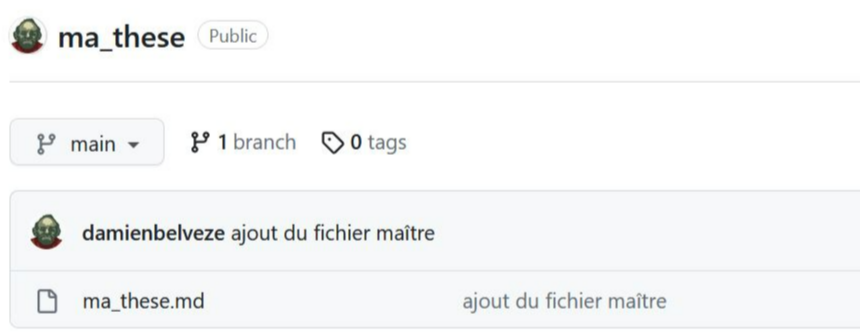 ma_these Public
main 1 branch 0 tags
damienbelveze ajout du fichier maître
ma_these.md ajout du fichier maître